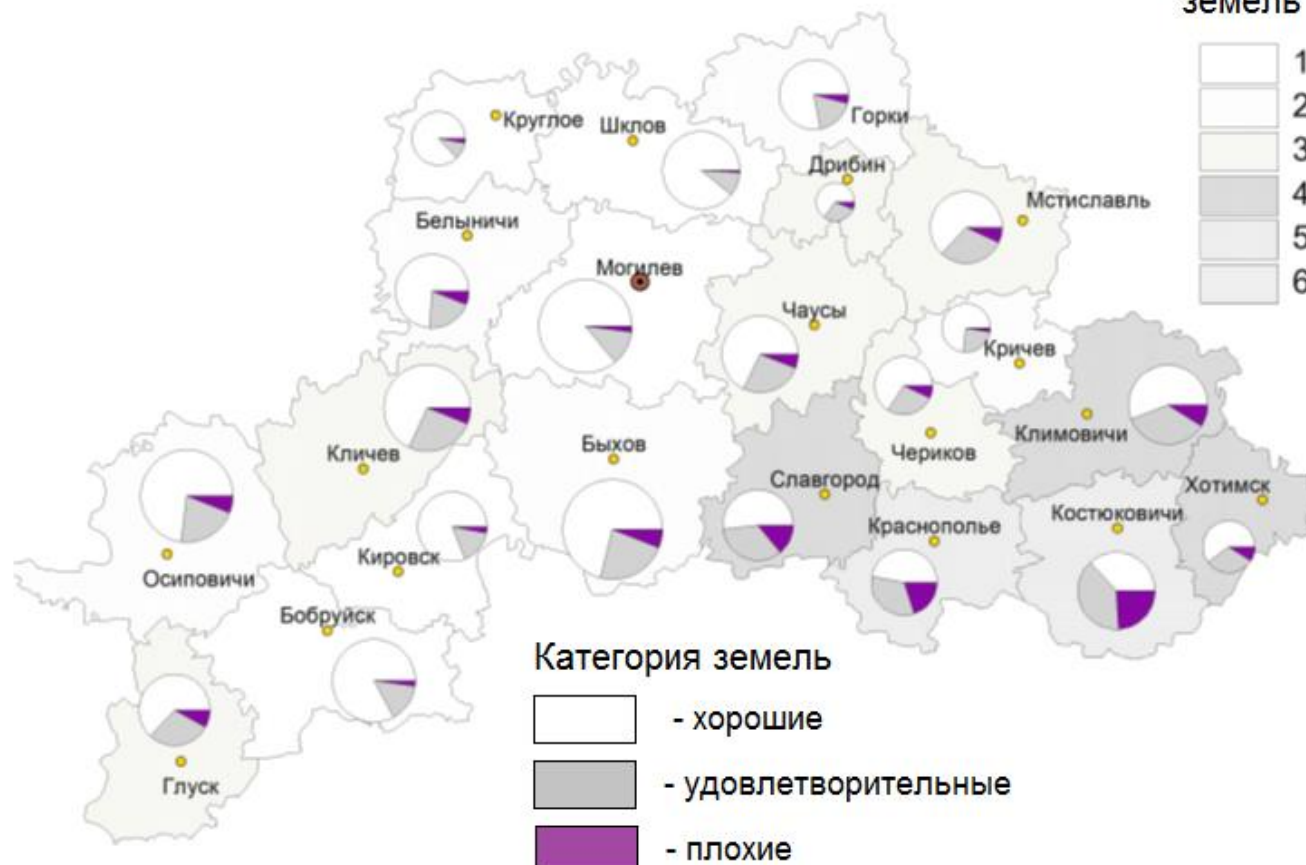 земель
1
2
3
4
5
6
Круглое
Шклов
Горки
Дрибин
Мстиславль
Белыничи
Могилев
Чаусы
Кричев
Климовичи
Кличев
Быхов
Славгород
Чериков
Хотимск
Костюковичи
Краснополье
Осиповичи
Кировск
Бобруйск
Глуск
Категория земель
- хорошие
- удовлетворительные
- плохие